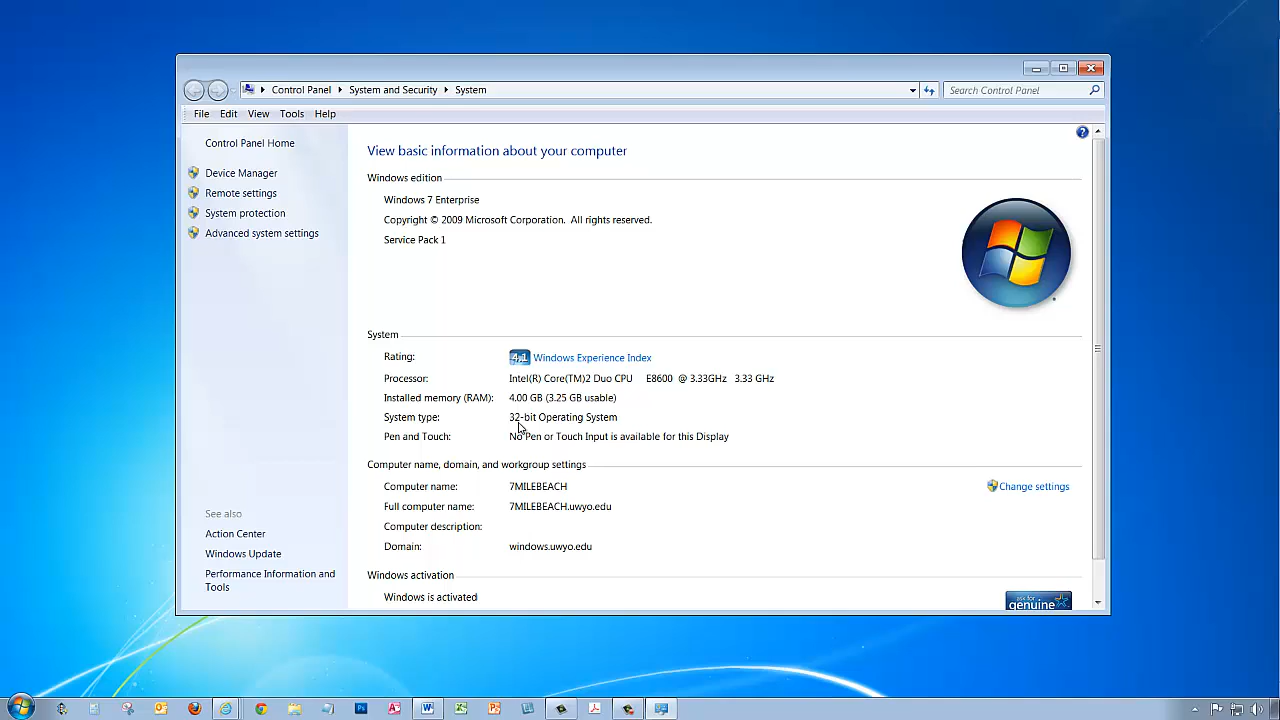 Control Panel ▸ System and Security ▸ System
Search Control Panel
File Edit View Tools Help
Control Panel Home
Device Manager
Remote settings
System protection
Advanced system settings
See also
Action Center
Windows Update
Performance Information and
Tools
View basic information about your computer
Windows edition
Windows 7 Enterprise
Copyright © 2009 Microsoft Corporation. All rights reserved.
Service Pack 1
System
Rating: 4,1 Windows Experience Index
Processor: Intel(R) Core(TM)2 Duo CPU E8600 @ 3.33GHz 3.33 GHz
Installed memory (RAM): 4.00 GB (3.25 GB usable)
System type: 32-bit Operating System
Pen and Touch: No Pen or Touch Input is available for this Display
Computer name, domain, and workgroup settings
Computer name: 7MILEBEACH
Change settings
Full computer name: 7MILEBEACH.uwyo.edu
Computer description:
Domain: windows.uwyo.edu
Windows activation
Windows is activated
ask for
genuine